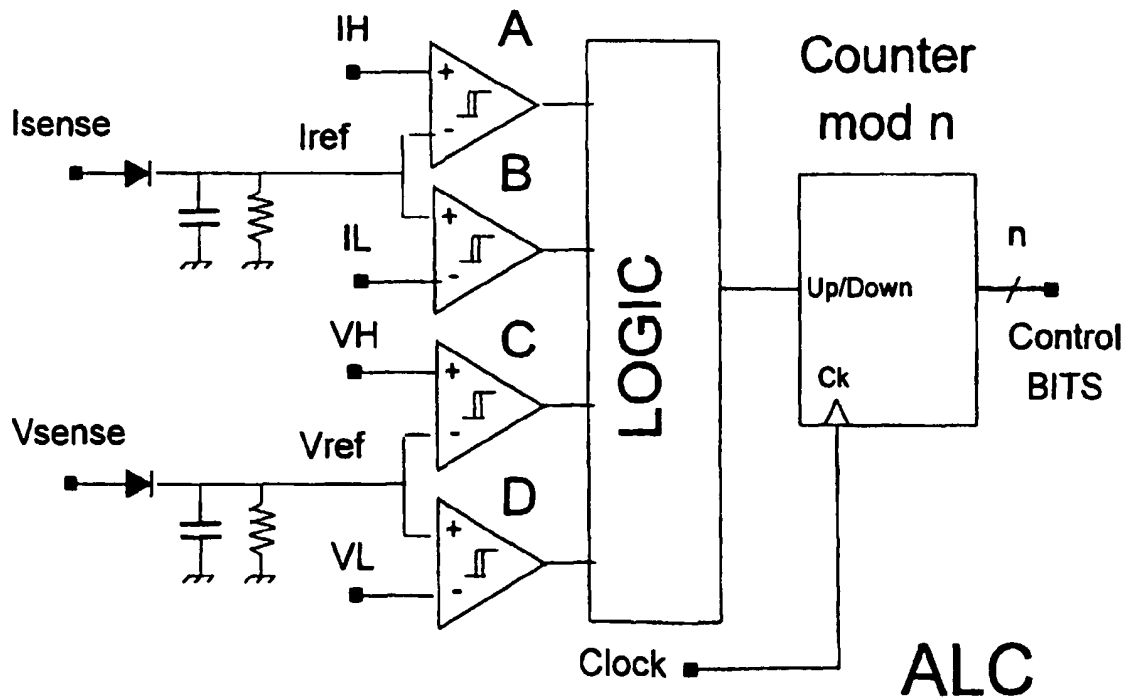 IH
A
+
-
Isense
Iref
B
+
-
IL
VH
C
+
-
Vsense
Vref
D
+
-
VL
LOGIC
Counter
mod n
Up/Down
Ck
n
Control
BITS
Clock
ALC